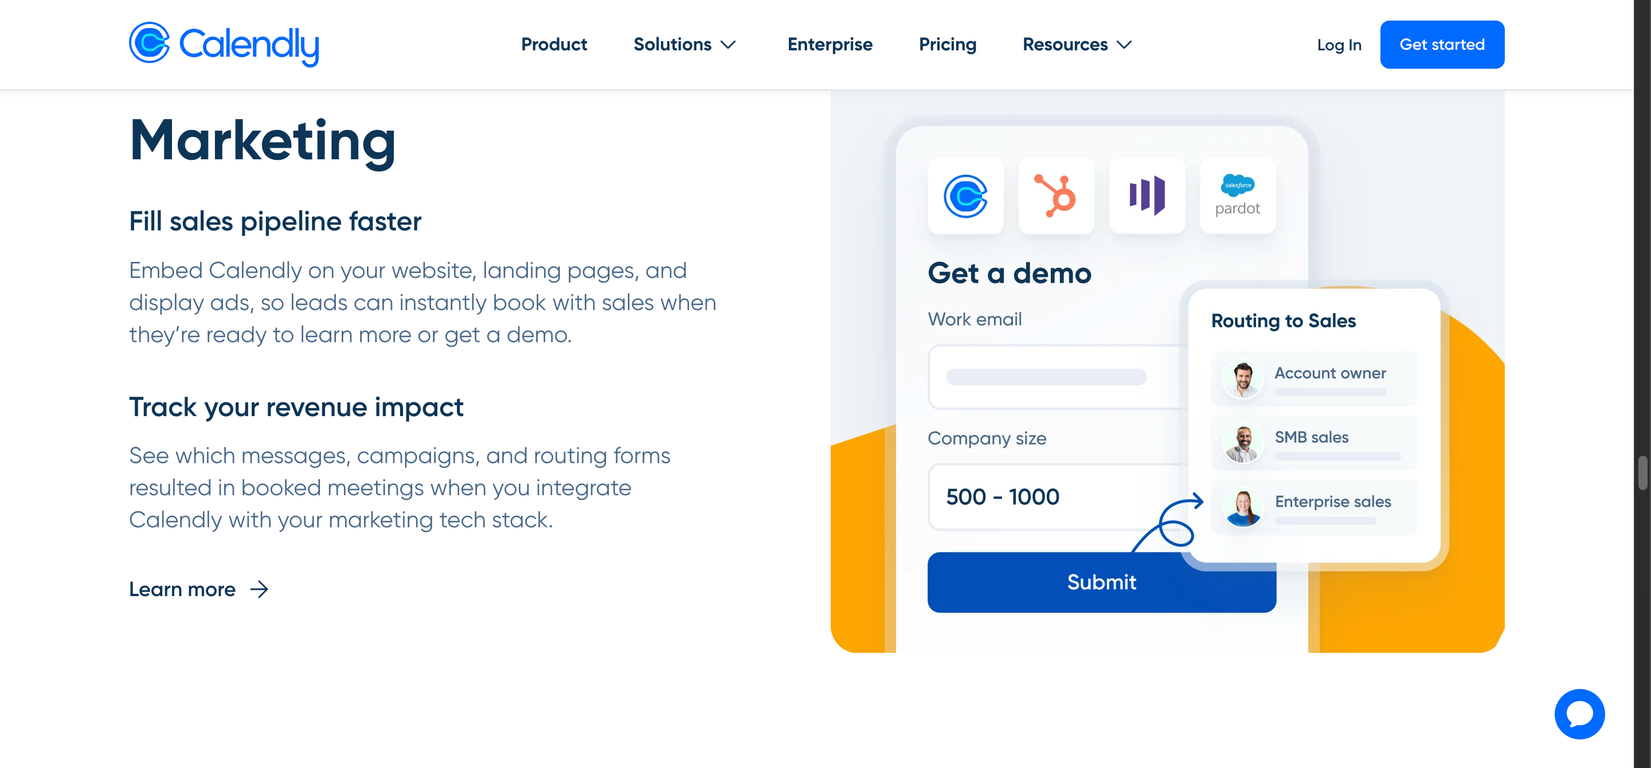 Calendly
Product
Solutions
Enterprise
Pricing
Resources
Log In
Get started
Marketing
Fill sales pipeline faster
Embed Calendly on your website, landing pages, and
display ads, so leads can instantly book with sales when
they’re ready to learn more or get a demo.
Track your revenue impact
See which messages, campaigns, and routing forms
resulted in booked meetings when you integrate
Calendly with your marketing tech stack.
Learn more
salesforce
pardot
Get a demo
Work email
Company size
500 - 1000
Submit
Routing to Sales
Account owner
SMB sales
Enterprise sales